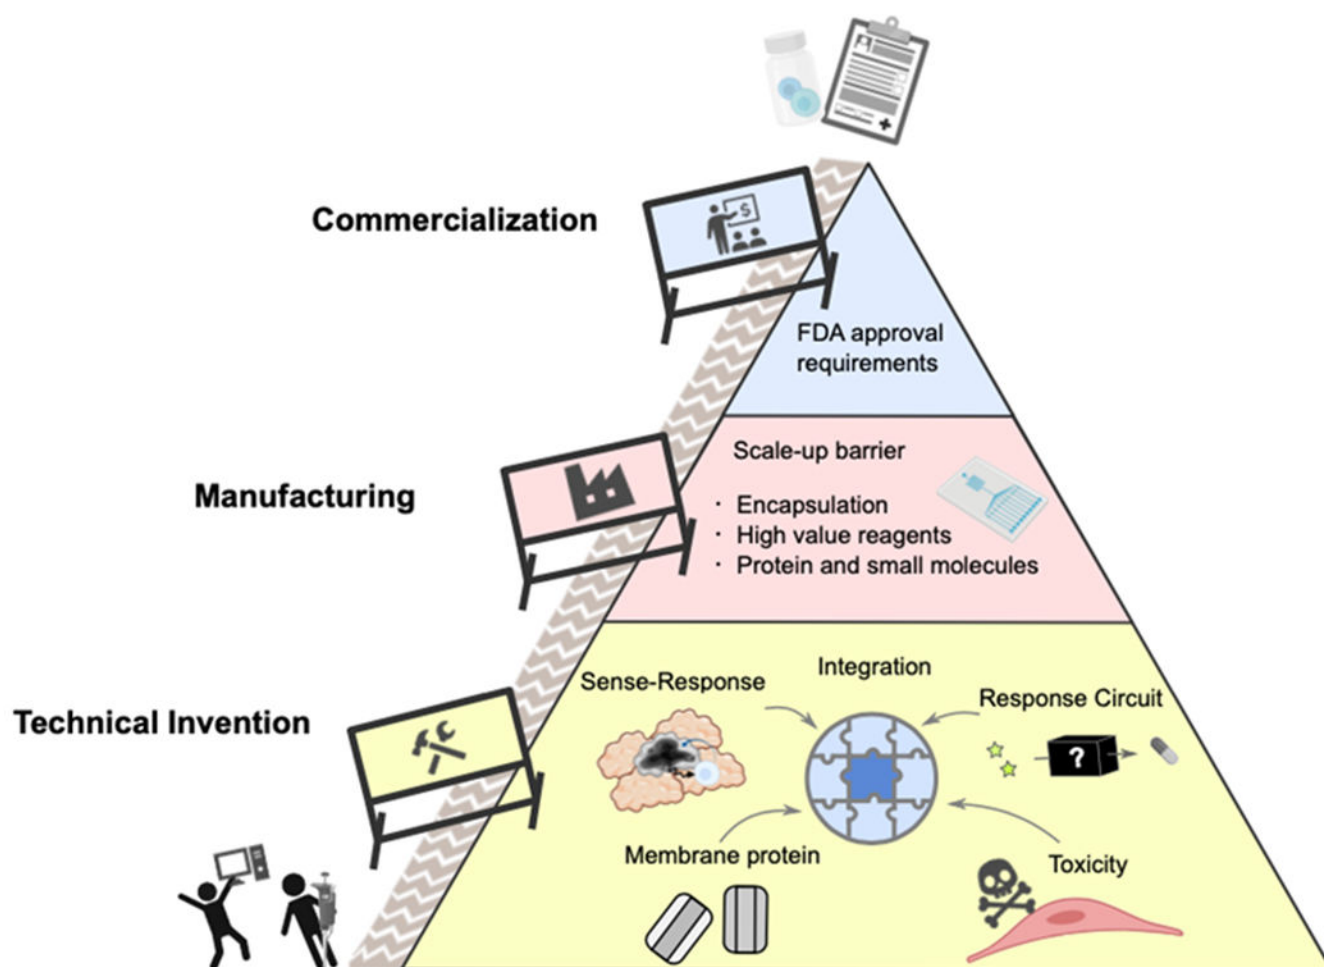 Commercialization
$
FDA approval
requirements
Manufacturing
Scale-up barrier
· Encapsulation
· High value reagents
· Protein and small molecules
Technical Invention
Sense-Response
Integration
Response Circuit
?
Membrane protein
Toxicity